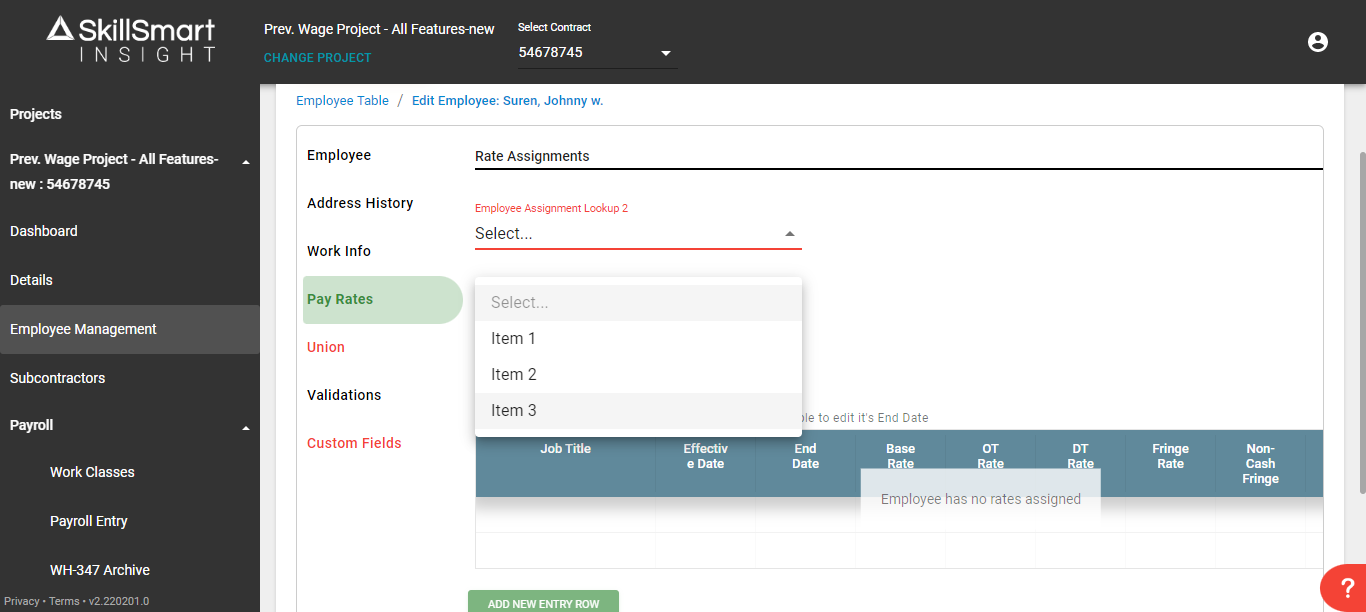 SkillSmart
INSIGHT
Prev. Wage Project - All Features-new
CHANGE PROJECT
Select Contract
54678745
Projects
Prev. Wage Project - All Features-
new : 54678745
Dashboard
Details
Employee Management
Subcontractors
Payroll
Work Classes
Payroll Entry
WH-347 Archive
Privacy • Terms • v2.220201.0
Employee Table / Edit Employee: Suren, Johnny w.
Employee
Address History
Work Info
Pay Rates
Union
Validations
Custom Fields
Rate Assignments
Employee Assignment Lookup 2
Select...
Select...
Item 1
Item 2
Item 3
to edit it's End Date
Job Title
Effectiv
e Date
End
Date
Base
Rate
OT
Rate
DT
Rate
Fringe
Rate
Non-
Cash
Fringe
Employee has no rates assigned
ADD NEW ENTRY ROW
?